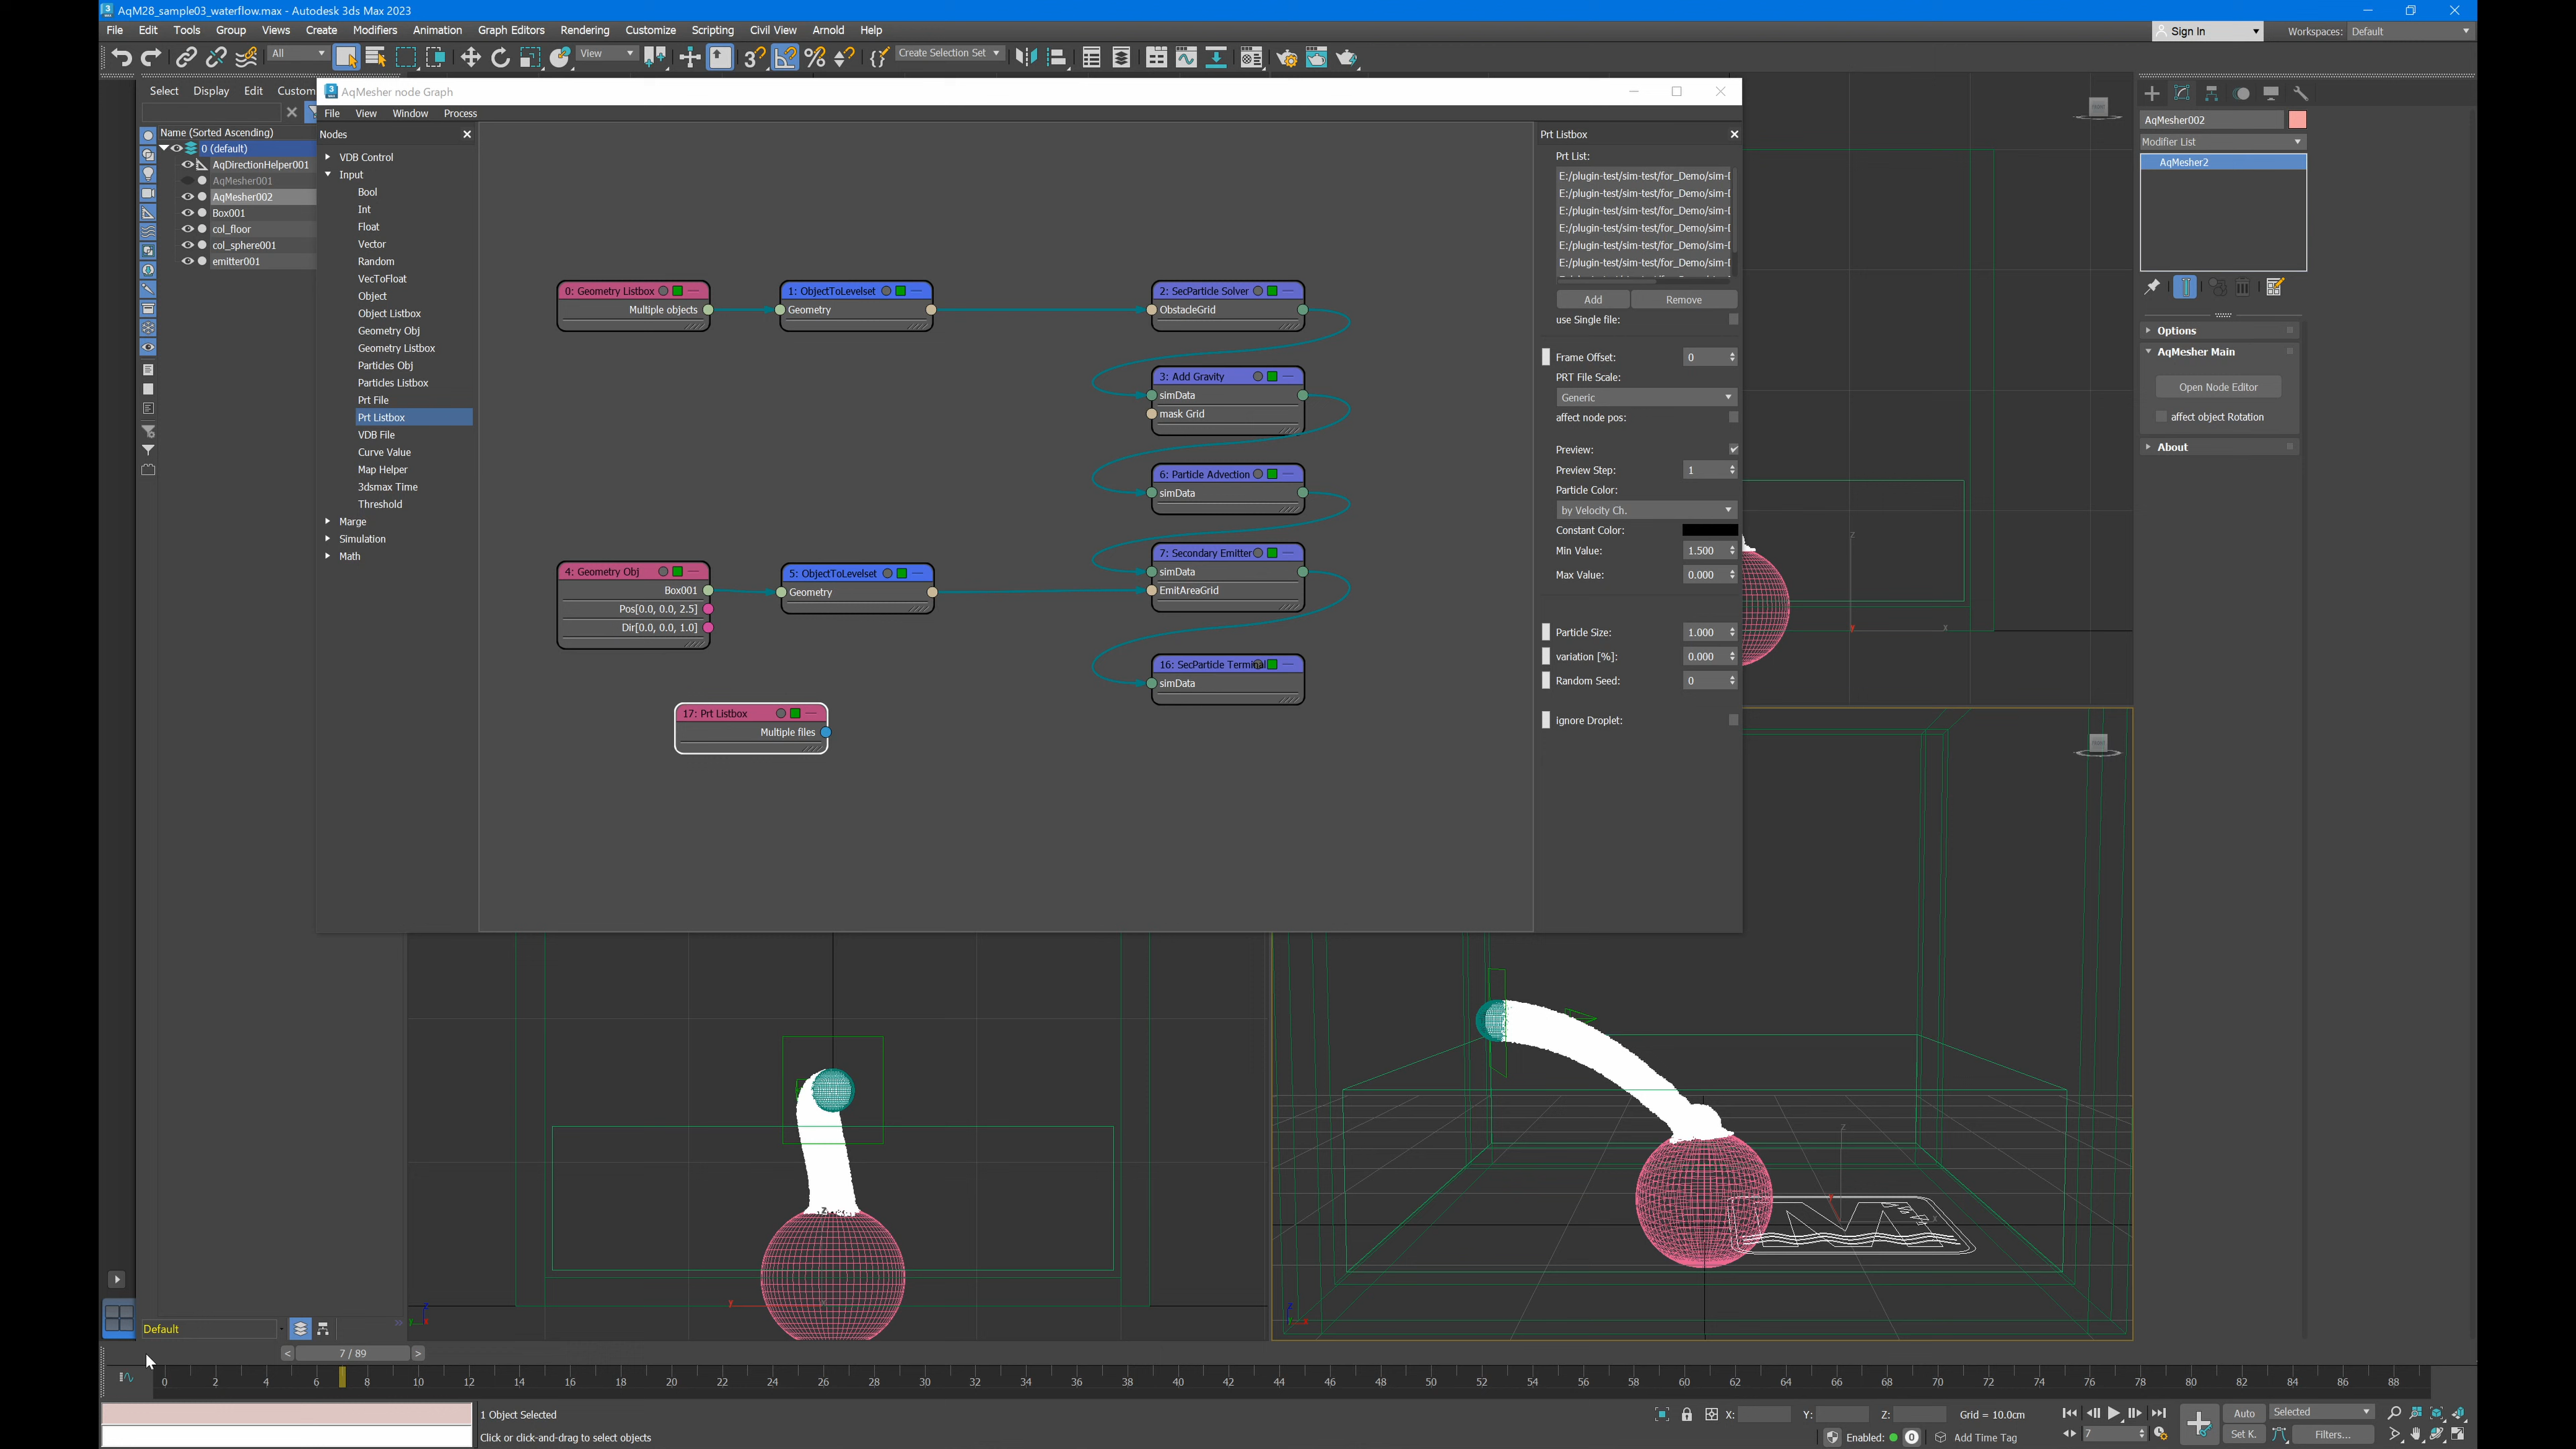 AqM28_sample03_waterflow.max - Autodesk 3ds Max 2023
File Edit Tools Group Views Create Modifiers Animation Graph Editors Rendering Customize Scripting Civil View Arnold Help
Sign In
Workspaces: Default
All
View
Create Selection Set
Select Display Edit Custom
Name (Sorted Ascending)
0 (default)
AqDirectionHelper001
AqMesher001
AqMesher002
Box001
col_floor
col_sphere001
emitter001
AqMesher node Graph
File View Window Process
Nodes
VDB Control
Input
Bool
Int
Float
Vector
Random
VecToFloat
Object
Object Listbox
Geometry Obj
Geometry Listbox
Particles Obj
Particles Listbox
Prt File
Prt Listbox
VDB File
Curve Value
Map Helper
3dsmax Time
Threshold
Marge
Simulation
Math
0: Geometry Listbox
Multiple objects
1: ObjectToLevelset
Geometry
2: SecParticle Solver
ObstacleGrid
3: Add Gravity
simData
mask Grid
6: Particle Advection
simData
4: Geometry Obj
Box001
Pos[0.0, 0.0, 2.5]
Dir[0.0, 0.0, 1.0]
5: ObjectToLevelset
Geometry
7: Secondary Emitter
simData
EmitAreaGrid
16: SecParticle Terminal
simData
17: Prt Listbox
Multiple files
Prt Listbox
Prt List:
E:/plugin-test/sim-test/for_Demo/sim-
E:/plugin-test/sim-test/for_Demo/sim-
E:/plugin-test/sim-test/for_Demo/sim-
E:/plugin-test/sim-test/for_Demo/sim-
E:/plugin-test/sim-test/for_Demo/sim-
E:/plugin-test/sim-test/for_Demo/sim-
Add Remove
use Single file:
Frame Offset: 0
PRT File Scale:
Generic
affect node pos:
Preview:
Preview Step: 1
Particle Color:
by Velocity Ch.
Constant Color:
Min Value: 1.500
Max Value: 0.000
Particle Size: 1.000
variation [%]: 0.000
Random Seed: 0
ignore Droplet:
AqMesher002
Modifier List
AqMesher2
Options
AqMesher Main
Open Node Editor
affect object Rotation
About
Default
7 / 89
0 2 4 6 8 10 12 14 16 18 20 22 24 26 28 30 32 34 36 38 40 42 44 46 48 50 52 54 56 58 60 62 64 66 68 70 72 74 76 78 80 82 84 86 88
1 Object Selected
Click or click-and-drag to select objects
X: Y: Z: Grid = 10.0cm
Enabled: 0 Add Time Tag
7
Auto Selected
Set K. Filters...